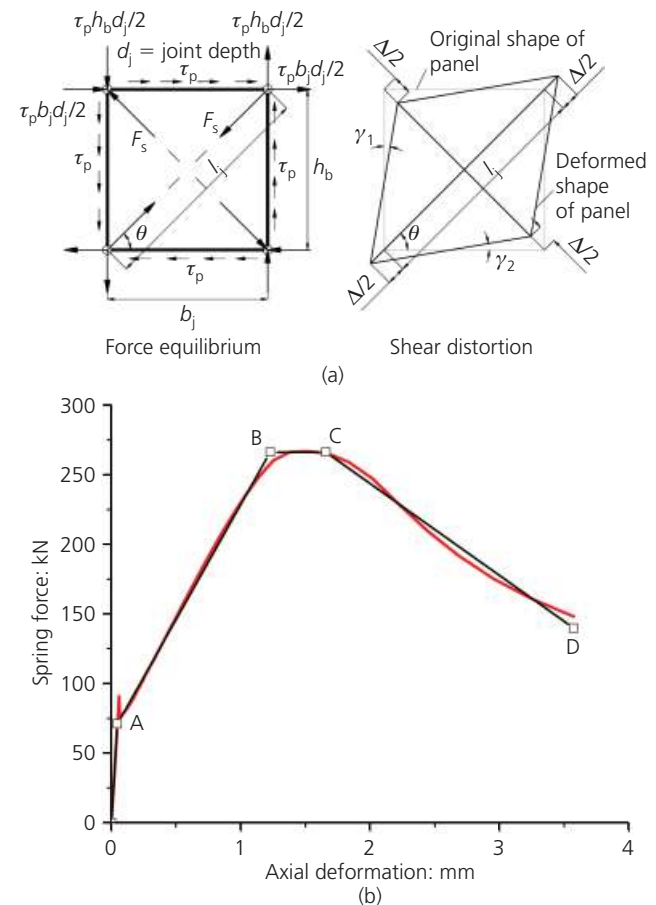 τphbdj/2
τphbdj/2
dj = joint depth
τp
τpbjdj/2
τpbjdj/2
Fs
Fs
lj
τp
τp
hb
θ
τp
bj
Force equilibrium
Δ/2
Original shape of
panel
Δ/2
γ1
lj
Deformed
shape
of panel
θ
γ2
Δ/2
Δ/2
Shear distortion
(a)
300
250
200
150
100
50
0
Spring force: kN
A
B
C
D
0
1
2
3
4
Axial deformation: mm
(b)